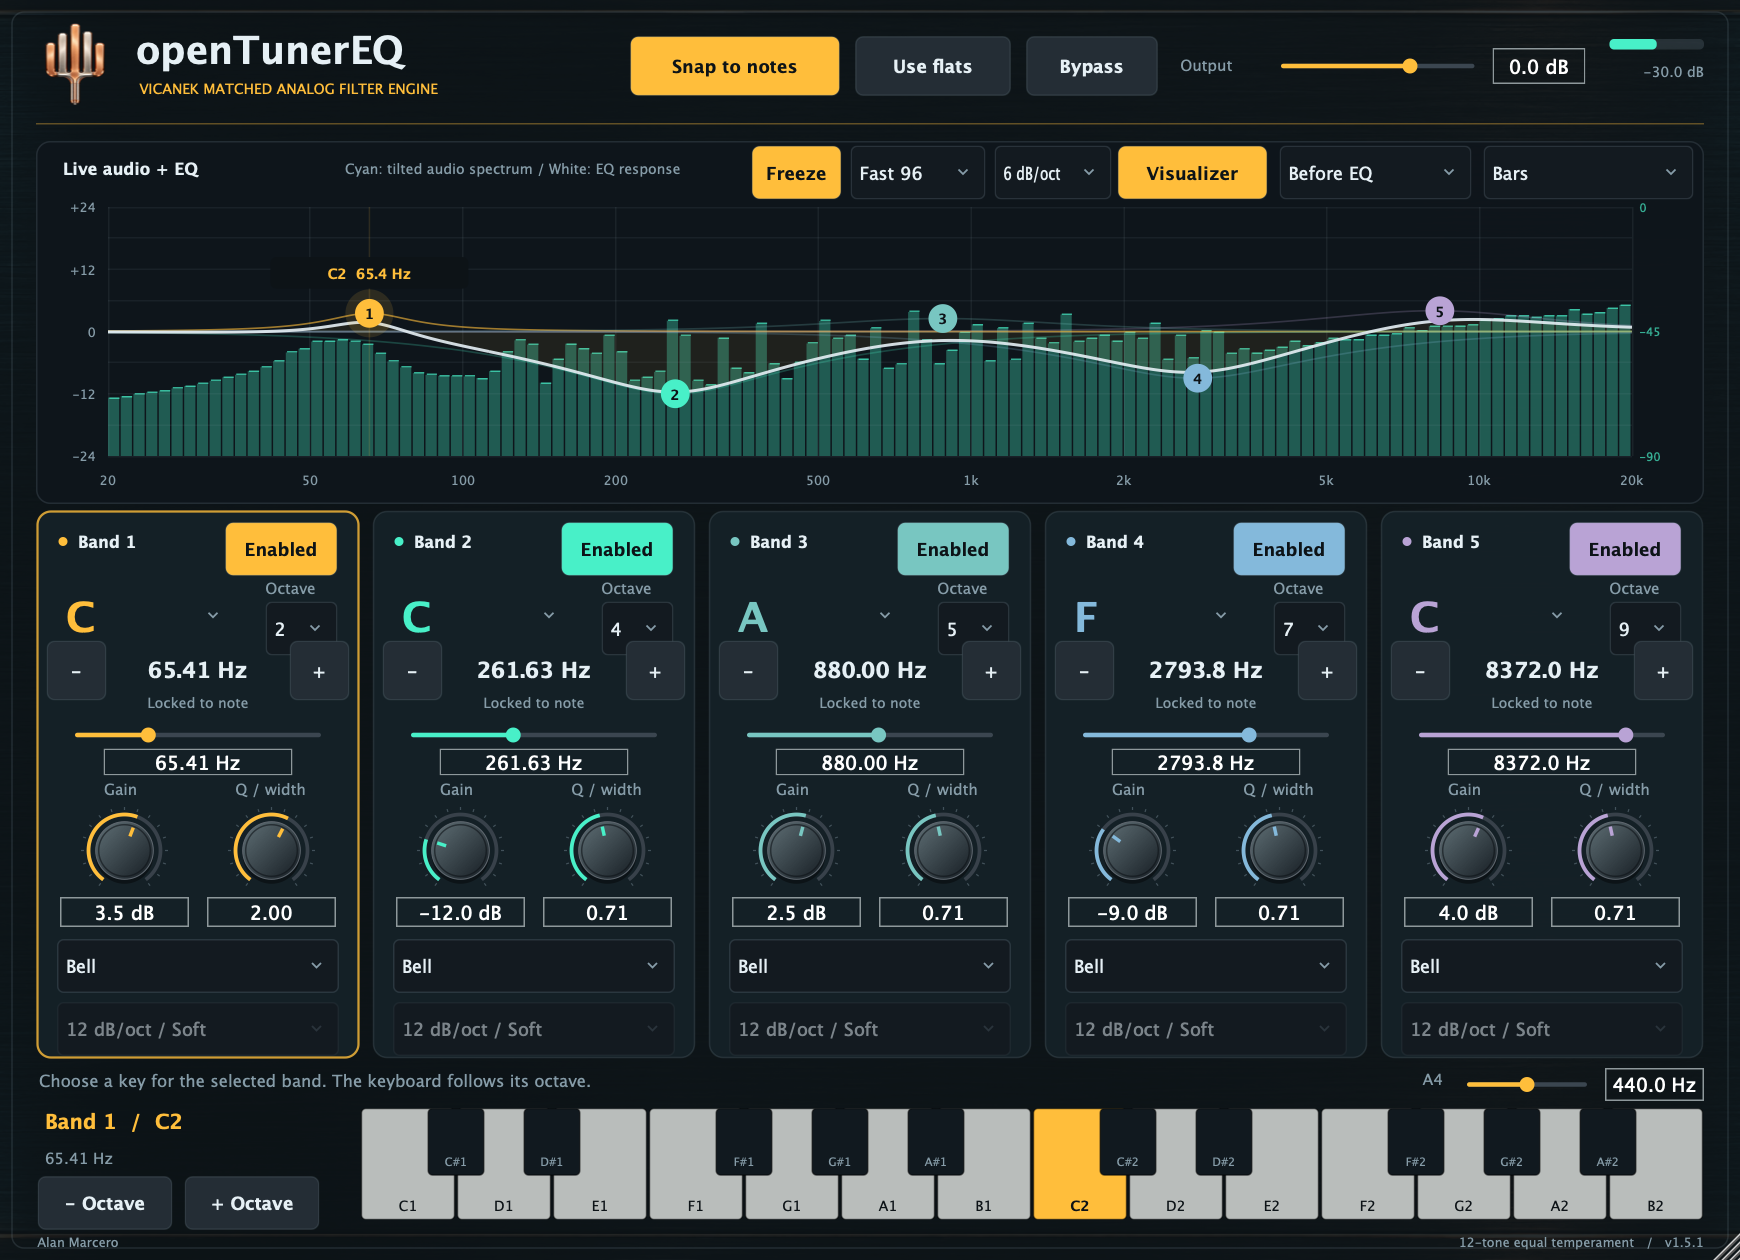 openTunerEQ
VICANEK MATCHED ANALOG FILTER ENGINE
Snap to notes
Use flats
Bypass
Output
0.0 dB
-30.0 dB
Live audio + EQ
Cyan: tilted audio spectrum / White: EQ response
Freeze
Fast 96
6 dB/oct
Visualizer
Before EQ
Bars
+24
0
+12
C2 65.4 Hz
1
2
3
4
5
0
-45
-12
-24
-90
20
50
100
200
500
1k
2k
5k
10k
20k
Band 1
Enabled
Octave
C
2
-
65.41 Hz
+
Locked to note
65.41 Hz
Gain
Q / width
3.5 dB
2.00
Bell
12 dB/oct / Soft
Band 2
Enabled
Octave
C
4
-
261.63 Hz
+
Locked to note
261.63 Hz
Gain
Q / width
-12.0 dB
0.71
Bell
12 dB/oct / Soft
Band 3
Enabled
Octave
A
5
-
880.00 Hz
+
Locked to note
880.00 Hz
Gain
Q / width
2.5 dB
0.71
Bell
12 dB/oct / Soft
Band 4
Enabled
Octave
F
7
-
2793.8 Hz
+
Locked to note
2793.8 Hz
Gain
Q / width
-9.0 dB
0.71
Bell
12 dB/oct / Soft
Band 5
Enabled
Octave
C
9
-
8372.0 Hz
+
Locked to note
8372.0 Hz
Gain
Q / width
4.0 dB
0.71
Bell
12 dB/oct / Soft
Choose a key for the selected band. The keyboard follows its octave.
A4
440.0 Hz
Band 1 / C2
65.41 Hz
- Octave
+ Octave
C#1
D#1
F#1
G#1
A#1
C#2
D#2
F#2
G#2
A#2
C1
D1
E1
F1
G1
A1
B1
C2
D2
E2
F2
G2
A2
B2
Alan Marcero
12-tone equal temperament / v1.5.1